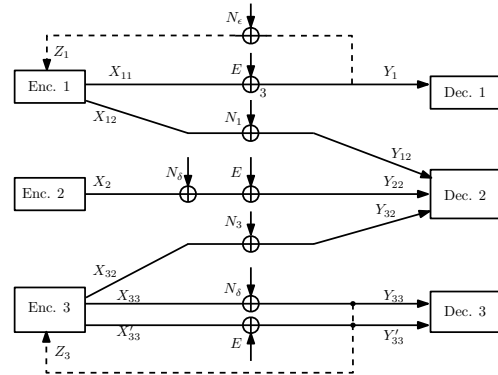 N_ϵ
Z_1
X_11 E Y_1
Enc. 1 3 Dec. 1
X_12 N_1
Y_12
N_δ E
Enc. 2 X_2 Y_22 Dec. 2
N_3 Y_32
X_32
N_δ
X_33 Y_33
Enc. 3 Dec. 3
X'_33 Y'_33
E
Z_3